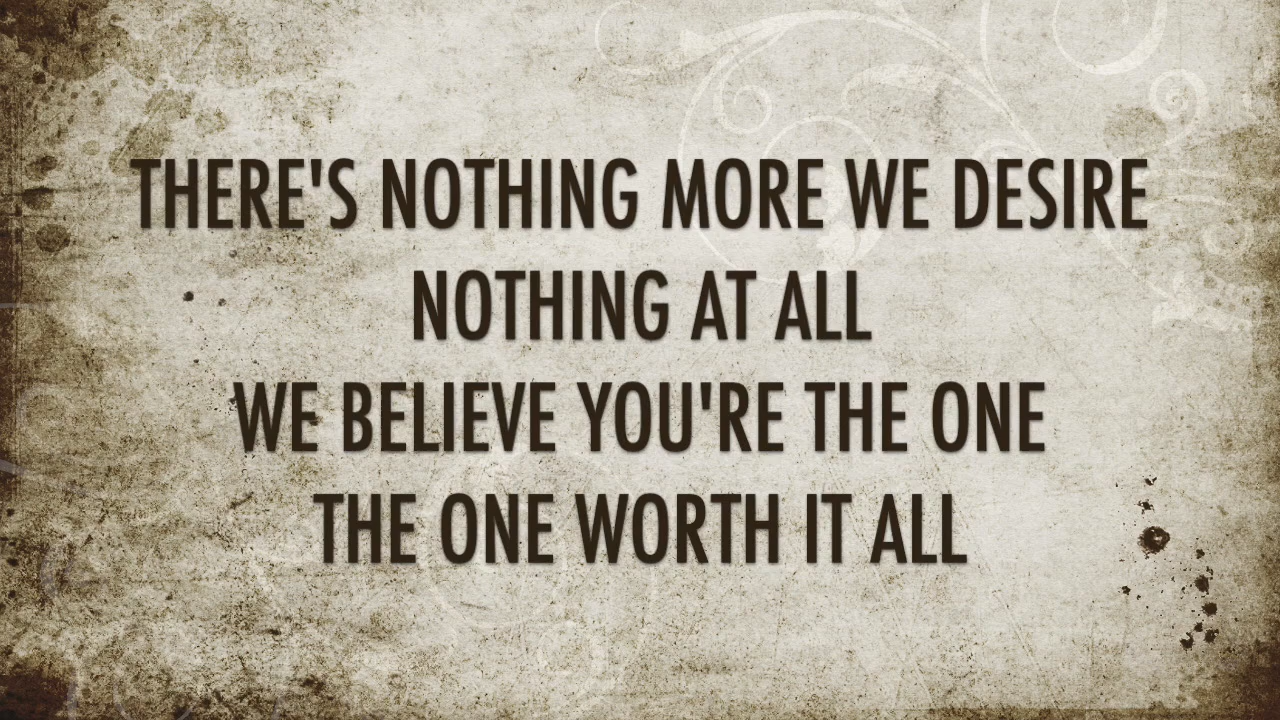 THERE'S NOTHING MORE WE DESIRE
NOTHING AT ALL
WE BELIEVE YOU'RE THE ONE
THE ONE WORTH IT ALL